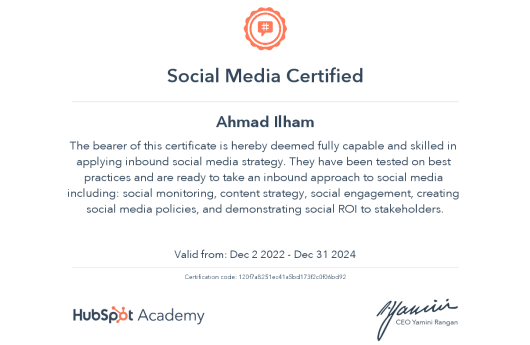 Social Media Certified
Ahmad Ilham
The bearer of this certificate is hereby deemed fully capable and skilled in
applying inbound social media strategy. They have been tested on best
practices and are ready to take an inbound approach to social media
including: social monitoring, content strategy, social engagement, creating
social media policies, and demonstrating social ROI to stakeholders.
Valid from: Dec 2 2022 - Dec 31 2024
Certification code: 120f7a8251ec41a5bd173f2c0f06bd92
HubSpot Academy
CEO Yamini Rangan